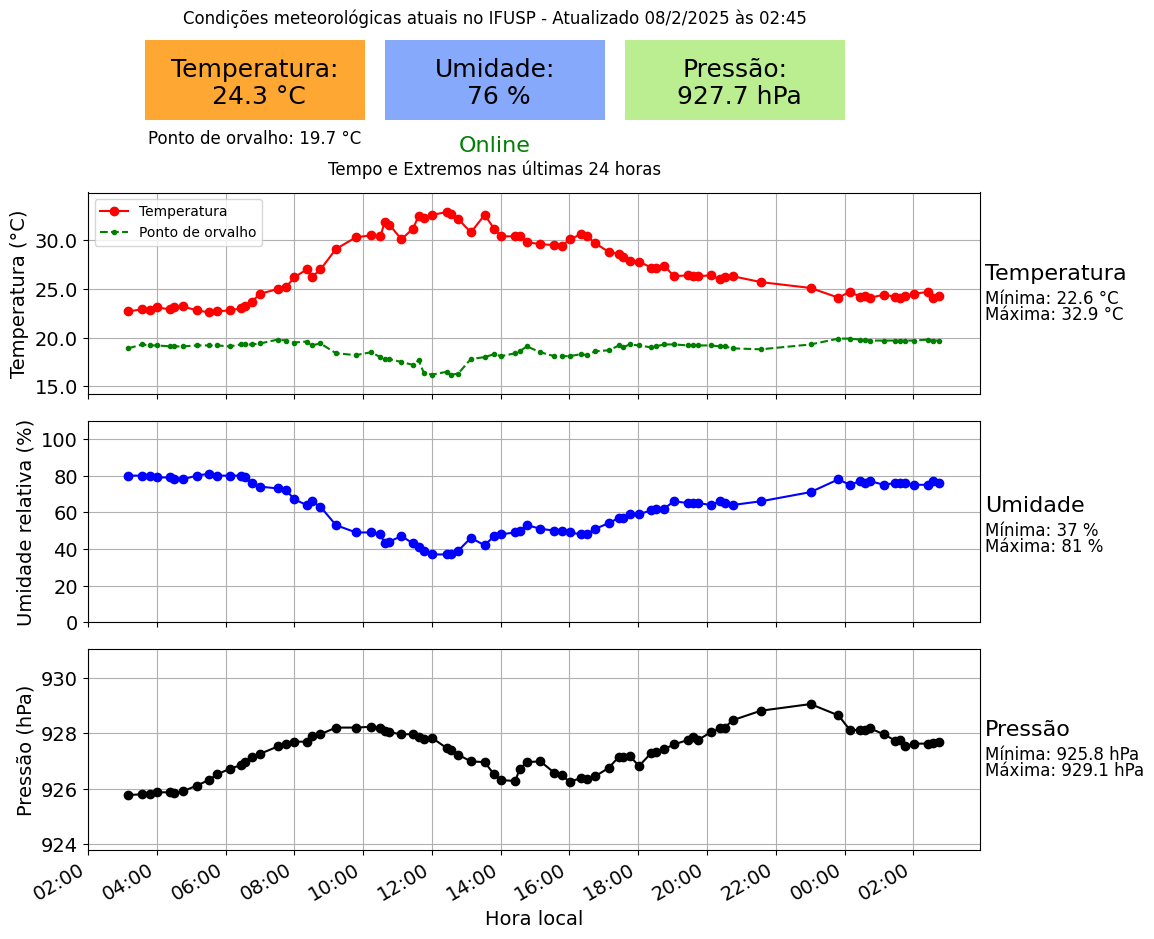 Condições meteorológicas atuais no IFUSP - Atualizado 08/2/2025 às 02:45
Temperatura:
24.3 °C
Umidade:
76 %
Pressão:
927.7 hPa
Ponto de orvalho: 19.7 °C
Online
Tempo e Extremos nas últimas 24 horas
Temperatura
Ponto de orvalho
Temperatura (°C)
30.0
25.0
20.0
15.0
Temperatura
Mínima: 22.6 °C
Máxima: 32.9 °C
Umidade relativa (%)
100
80
60
40
20
0
Umidade
Mínima: 37 %
Máxima: 81 %
Pressão (hPa)
930
928
926
924
Pressão
Mínima: 925.8 hPa
Máxima: 929.1 hPa
02:00 04:00 06:00 08:00 10:00 12:00 14:00 16:00 18:00 20:00 22:00 00:00 02:00
Hora local